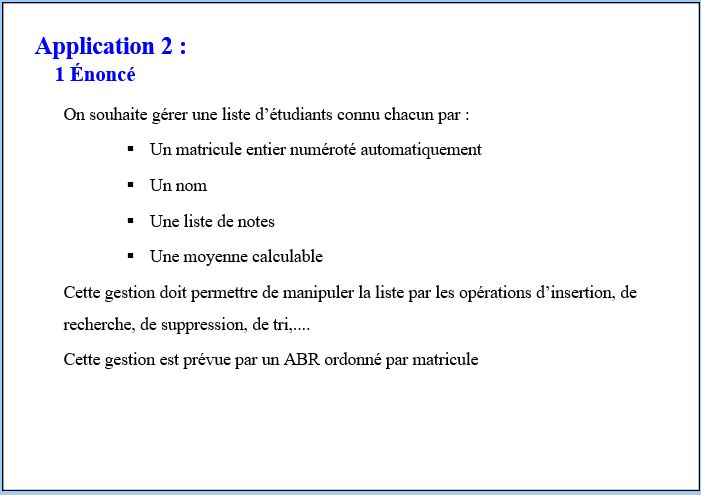 Application 2 :
1 Énoncé
On souhaite gérer une liste d’étudiants connu chacun par :
▪ Un matricule entier numéroté automatiquement
▪ Un nom
▪ Une liste de notes
▪ Une moyenne calculable
Cette gestion doit permettre de manipuler la liste par les opérations d’insertion, de
recherche, de suppression, de tri,....
Cette gestion est prévue par un ABR ordonné par matricule